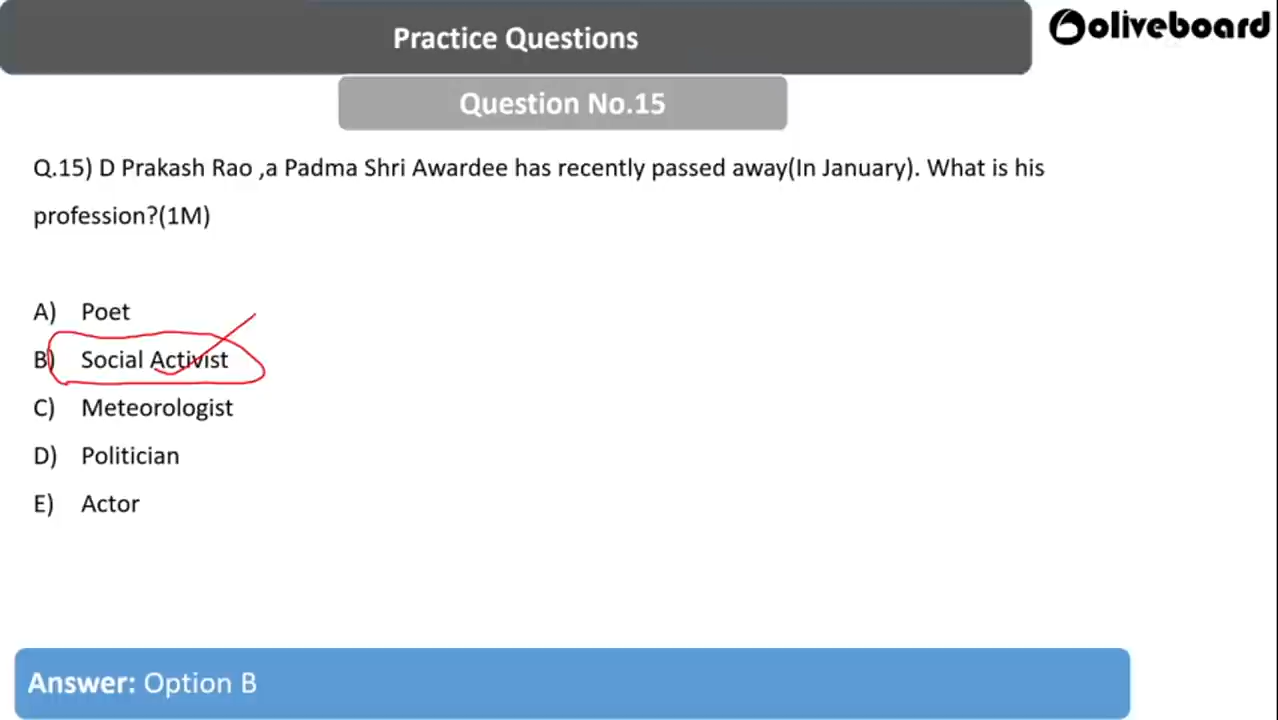 Practice Questions
oliveboard
Question No.15
Q.15) D Prakash Rao ,a Padma Shri Awardee has recently passed away(In January). What is his
profession?(1M)
A) Poet
B) Social Activist
C) Meteorologist
D) Politician
E) Actor
Answer: Option B